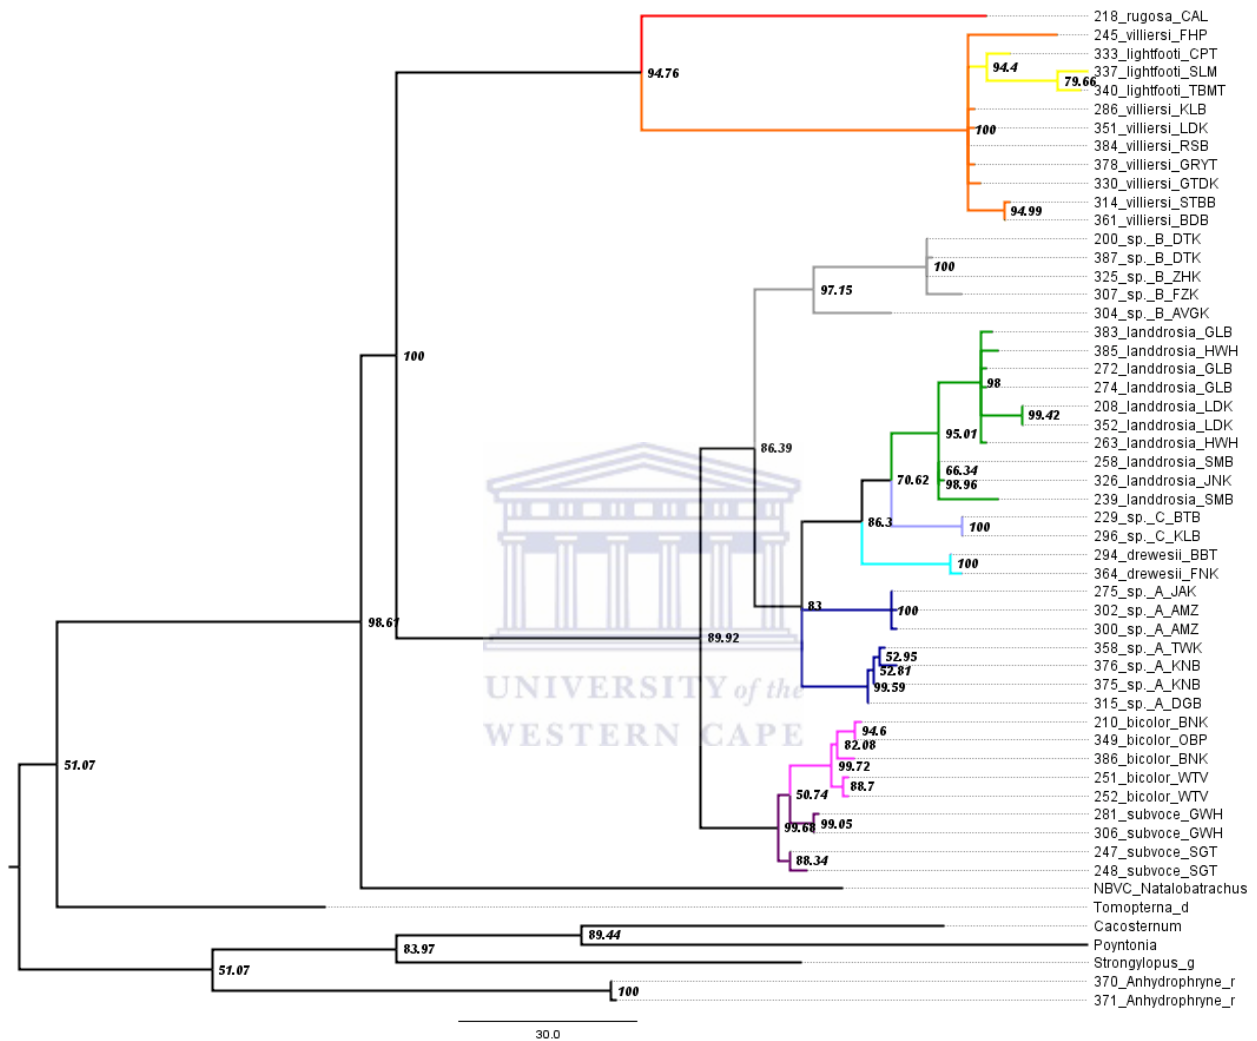 218_rugosa_CAL
245_villiersi_FHP
333_lightfooti_CPT
94.4
94.76
337_lightfooti_SLM
79.66
340_lightfooti_TBMT
286_villiersi_KLB
100
351_villiersi_LDK
384_villiersi_RSB
378_villiersi_GRYT
330_villiersi_GTDK
314_villiersi_STBB
94.99
361_villiersi_BDB
200_sp._B_DTK
387_sp._B_DTK
100
325_sp._B_ZHK
97.15
307_sp._B_FZK
304_sp._B_AVGK
383_landdrosia_GLB
385_landdrosia_HWH
100
272_landdrosia_GLB
98
274_landdrosia_GLB
208_landdrosia_LDK
99.42
352_landdrosia_LDK
95.01
263_landdrosia_HWH
86.39
258_landdrosia_SMB
66.34
70.62
326_landdrosia_JNK
98.96
239_landdrosia_SMB
229_sp._C_BTB
86.3
100
296_sp._C_KLB
294_drewesii_BBT
100
364_drewesii_FNK
275_sp._A_JAK
83
100
302_sp._A_AMZ
98.67
300_sp._A_AMZ
89.92
358_sp._A_TWK
52.95
376_sp._A_KNB
52.81
375_sp._A_KNB
99.59
UNIVERSITY of the
315_sp._A_DGB
210_bicolor_BNK
94.6
WESTERN CAPE
349_bicolor_OBP
82.08
386_bicolor_BNK
51.07
99.72
251_bicolor_WTV
88.7
50.74
252_bicolor_WTV
281_subvoce_GWH
99.05
99.68
306_subvoce_GWH
247_subvoce_SGT
88.34
248_subvoce_SGT
NBVC_Natalobatrachus
Tomopterna_d
Cacosternum
89.44
Poyntonia
83.97
Strongylopus_g
51.07
370_Anhydrophryne_r
100
371_Anhydrophryne_r
30.0